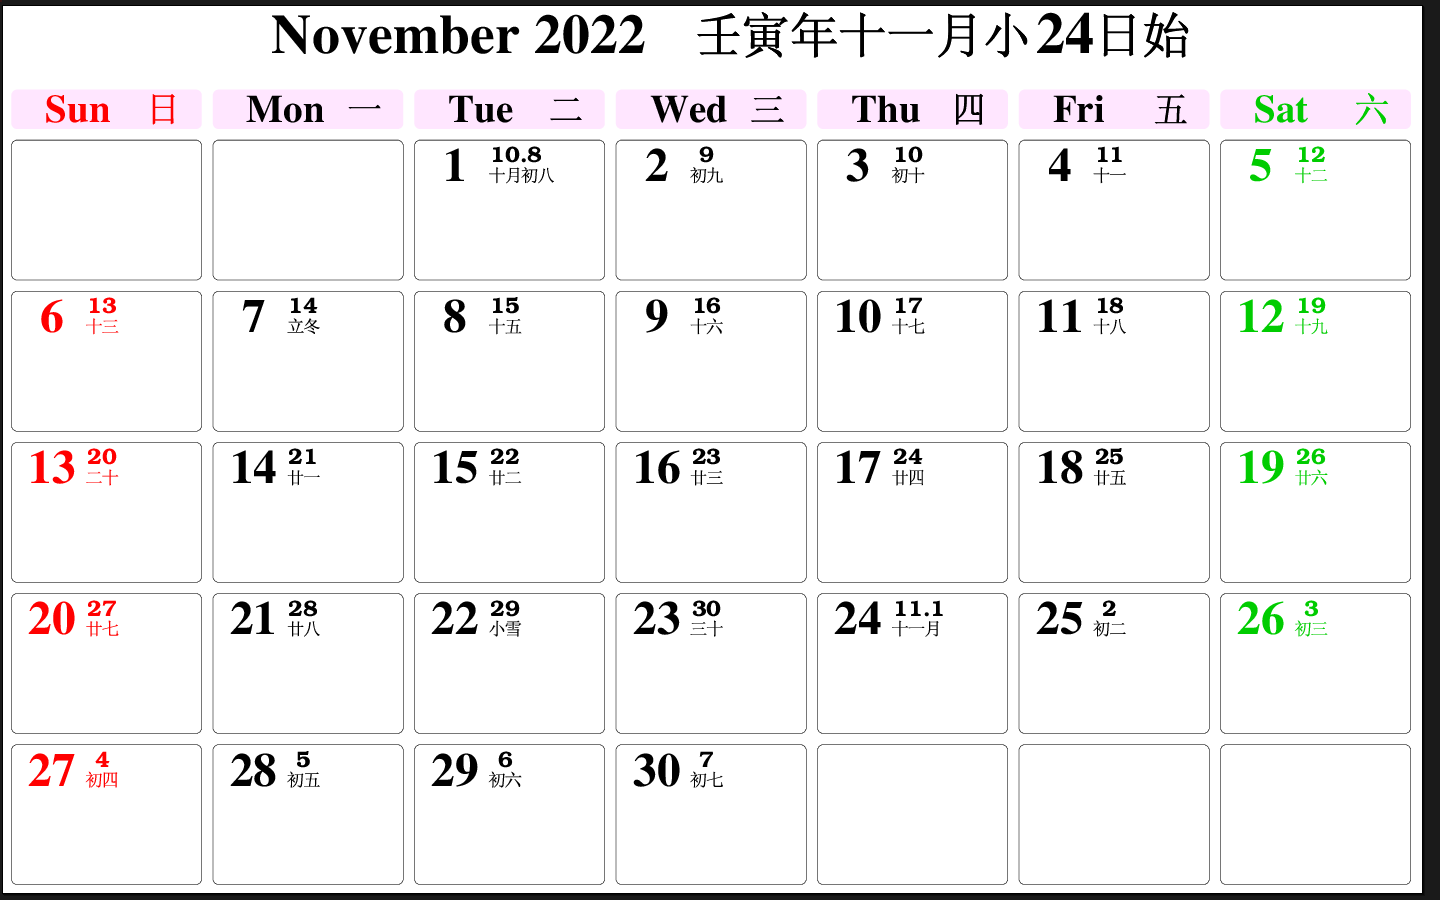 November 2022 壬寅年十一月小24日始
Sun 日 Mon 一 Tue 二 Wed 三 Thu 四 Fri 五 Sat 六
1 10.8 2 9 3 10 4 11 5 12
十月初八 初九 初十 十一 十二
6 13 7 14 8 15 9 16 10 17 11 18 12 19
十三 立冬 十五 十六 十七 十八 十九
13 20 14 21 15 22 16 23 17 24 18 25 19 26
二十 廿一 廿二 廿三 廿四 廿五 廿六
20 27 21 28 22 29 23 30 24 11.1 25 2 26 3
廿七 廿八 小雪 三十 十一月 初二 初三
27 4 28 5 29 6 30 7
初四 初五 初六 初七